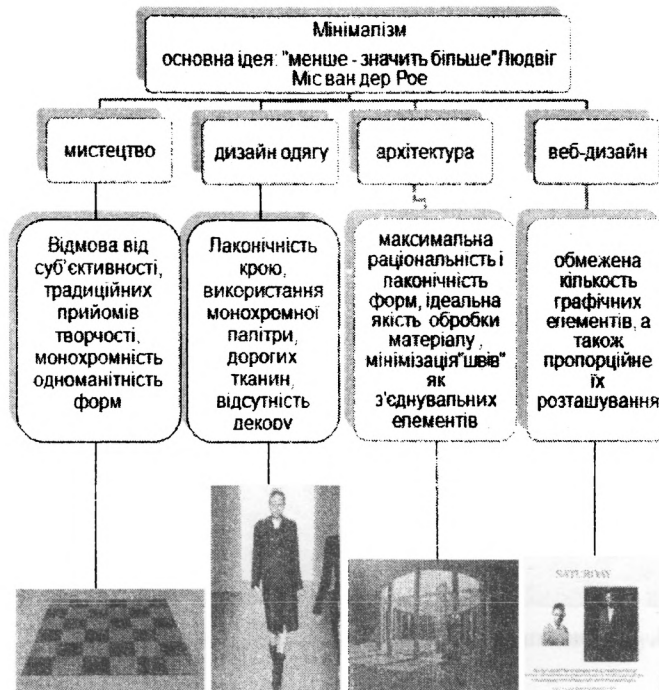 Мінімалізм
основна ідея: "менше - значить більше"Людвіг
Міс ван дер Рое
мистецтво
дизайн одягу
архітектура
веб-дизайн
Відмова від
суб'єктивності,
традиційних
прийомів
творчості,
монохромність
одноманітність
форм
Лаконічність
крою,
використання
монохромної
палітри,
дорогих
тканин,
відсутність
декору
максимальна
раціональність і
лаконічність
форм, ідеальна
якість обробки
матеріалу,
мінімізація"швів"
як
з'єднувальних
елементів
обмежена
кількость
графічних
елементів, а
також
пропорційне
їх
розташування
SATURDAY